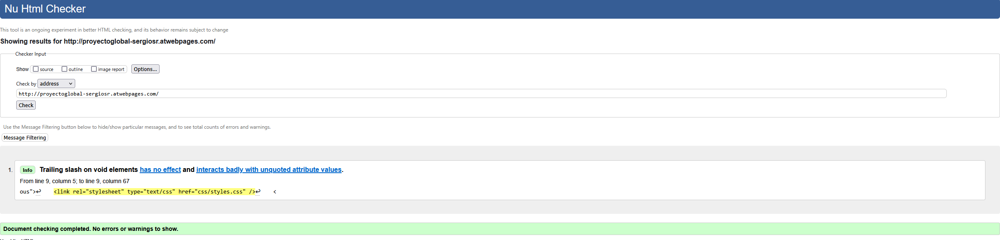 Nu Html Checker
This tool is an ongoing experiment in better HTML checking, and its behavior remains subject to change
Showing results for http://proyectoglobal-sergiosr.atwebpages.com/
Checker Input
Show source outline image report Options...
Check by address
http://proyectoglobal-sergiosr.atwebpages.com/
Check
Use the Message Filtering button below to hide/show particular messages, and to see total counts of errors and warnings.
Message Filtering
1. Info Trailing slash on void elements has no effect and interacts badly with unquoted attribute values.
From line 9, column 5; to line 9, column 67
ous">↩ <link rel="stylesheet" type="text/css" href="css/styles.css" />↩ <
Document checking completed. No errors or warnings to show.